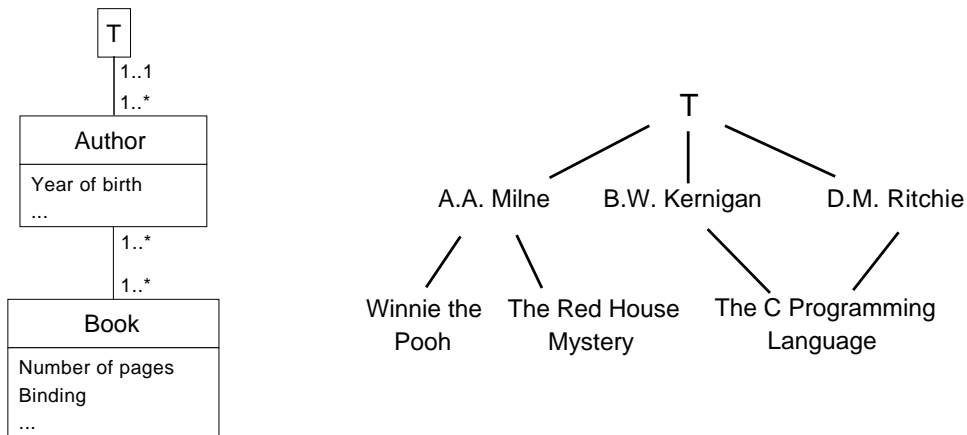 T
1..1
1..*
Author
Year of birth
...
1..*
1..*
Book
Number of pages
Binding
...
T
A.A. Milne B.W. Kernigan D.M. Ritchie
Winnie the
Pooh
The Red House
Mystery
The C Programming
Language